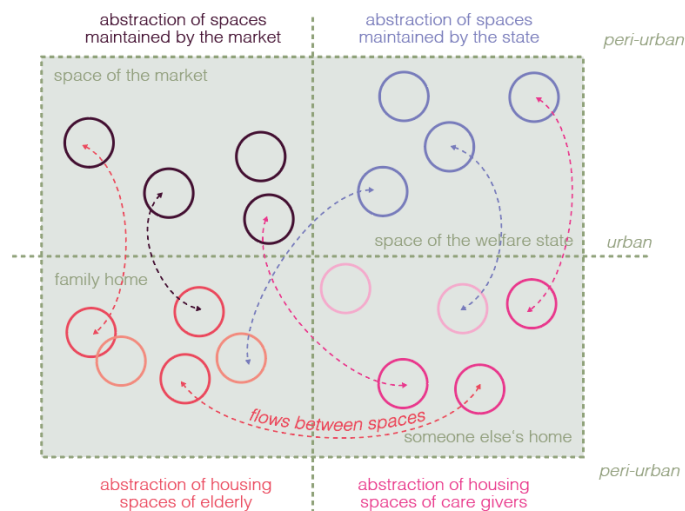 abstraction of spaces
maintained by the market
abstraction of spaces
maintained by the state
peri-urban
space of the market
space of the welfare state
urban
family home
flows between spaces
someone else's home
peri-urban
abstraction of housing
spaces of elderly
abstraction of housing
spaces of care givers